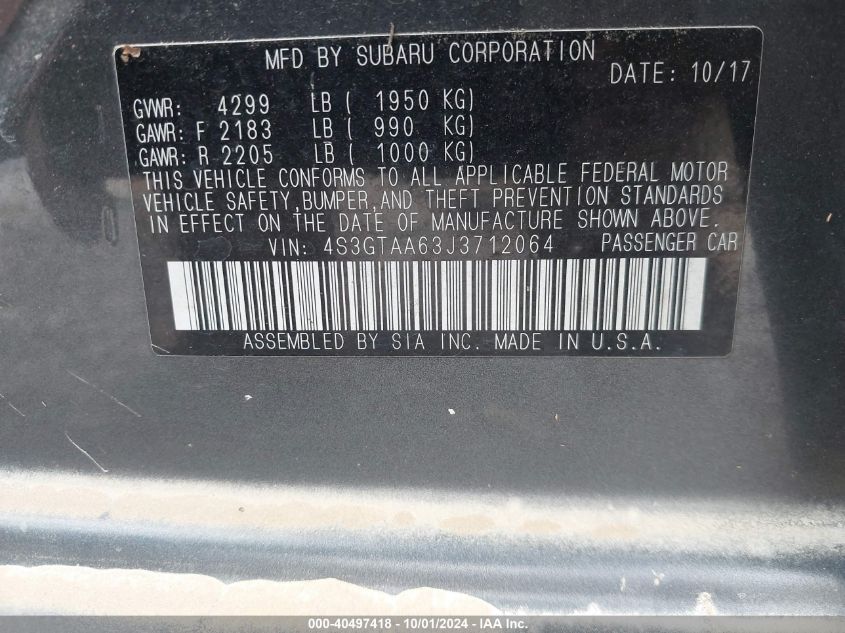 MFD. BY SUBARU CORPORATION
DATE: 10/17
GVWR: 4299 LB ( 1950 KG)
GAWR: F 2183 LB ( 990 KG)
GAWR: R 2205 LB ( 1000 KG)
THIS VEHICLE CONFORMS TO ALL APPLICABLE FEDERAL MOTOR
VEHICLE SAFETY,BUMPER,AND THEFT PREVENTION STANDARDS
IN EFFECT ON THE DATE OF MANUFACTURE SHOWN ABOVE.
VIN: 4S3GTAA63J3712064 PASSENGER CAR
ASSEMBLED BY SIA INC. MADE IN U.S.A.
000-40497418 - 10/01/2024 - IAA Inc.